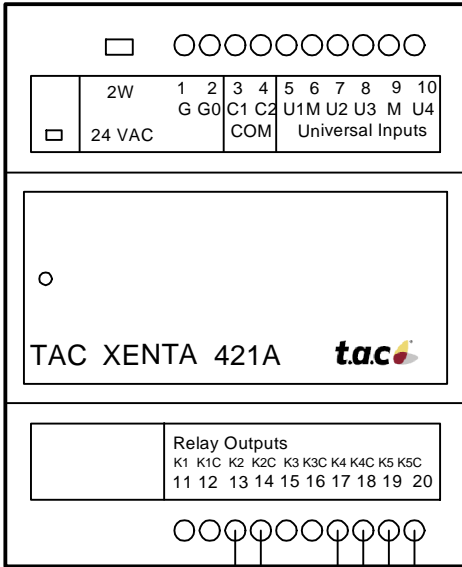 2W 1 2 3 4 5 6 7 8 9 10
G G0 C1 C2 U1 M U2 U3 M U4
24 VAC COM Universal Inputs
TAC XENTA 421A t.a.c
Relay Outputs
K1 K1C K2 K2C K3 K3C K4 K4C K5 K5C
11 12 13 14 15 16 17 18 19 20